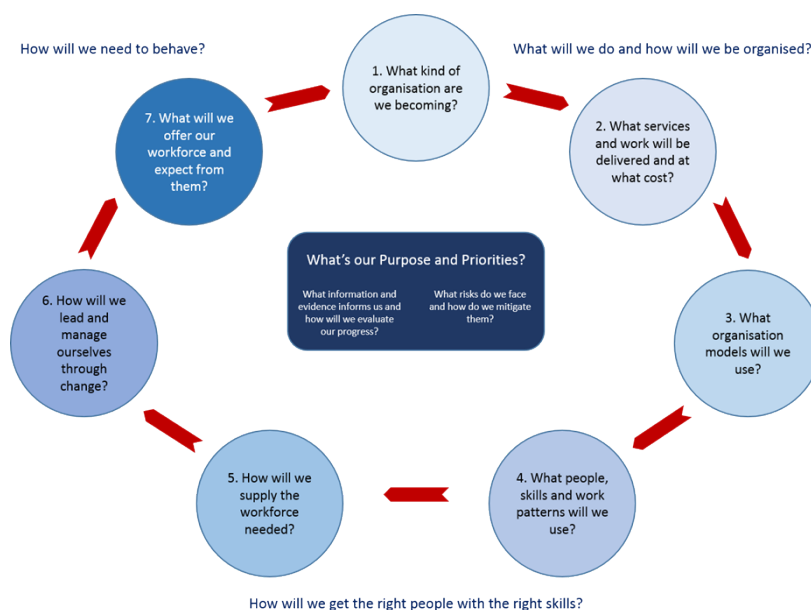 How will we need to behave?
What will we do and how will we be organised?
1. What kind of
organisation are
we becoming?
2. What services
and work will be
delivered and at
what cost?
3. What
organisation
models will we
use?
4. What people,
skills and work
patterns will we
use?
5. How will we
supply the
workforce
needed?
6. How will we
lead and
manage
ourselves
through
change?
7. What will we
offer our
workforce and
expect from
them?
What's our Purpose and Priorities?
What information and
evidence informs us and
how will we evaluate
our progress?
What risks do we face
and how do we mitigate
them?
How will we get the right people with the right skills?